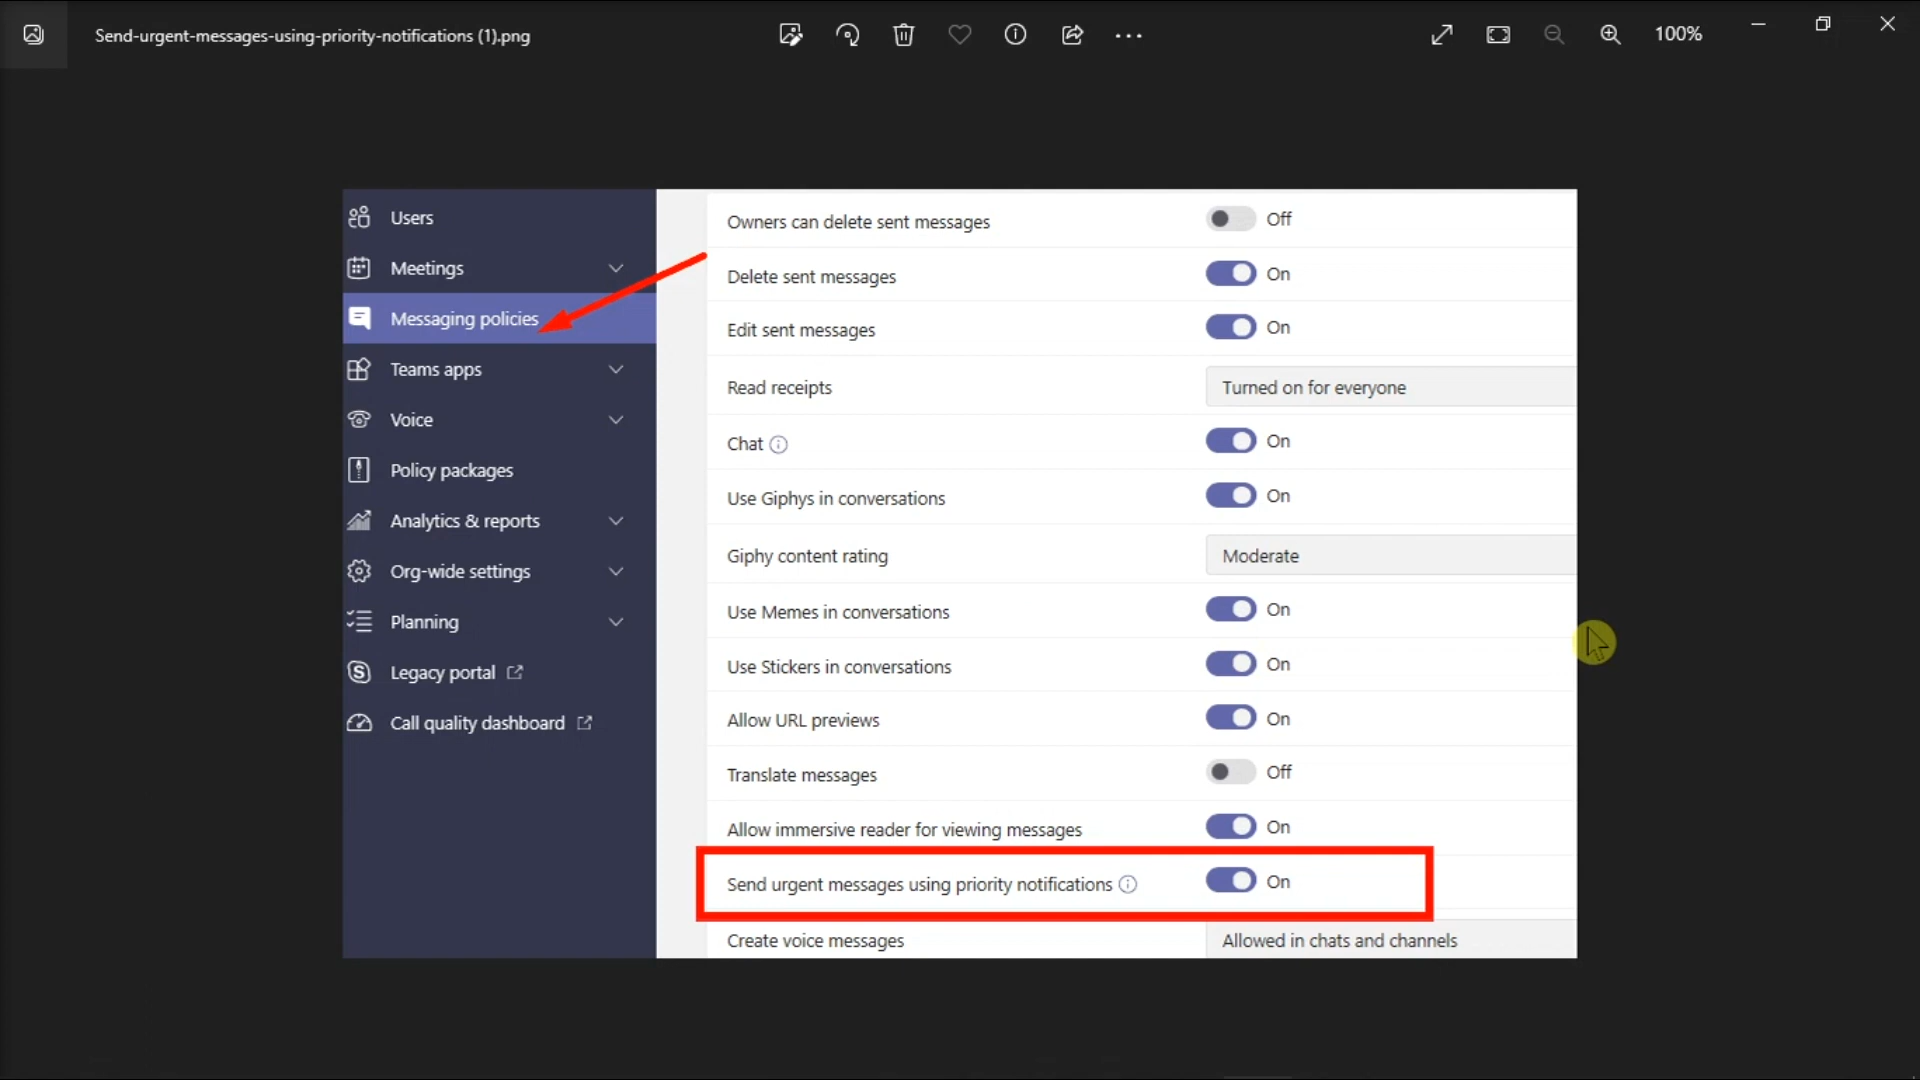 Send-urgent-messages-using-priority-notifications (1).png
100%
Users
Meetings
Messaging policies
Teams apps
Voice
Policy packages
Analytics & reports
Org-wide settings
Planning
Legacy portal
Call quality dashboard
Owners can delete sent messages Off
Delete sent messages On
Edit sent messages On
Read receipts Turned on for everyone
Chat On
Use Giphys in conversations On
Giphy content rating Moderate
Use Memes in conversations On
Use Stickers in conversations On
Allow URL previews On
Translate messages Off
Allow immersive reader for viewing messages On
Send urgent messages using priority notifications On
Create voice messages Allowed in chats and channels